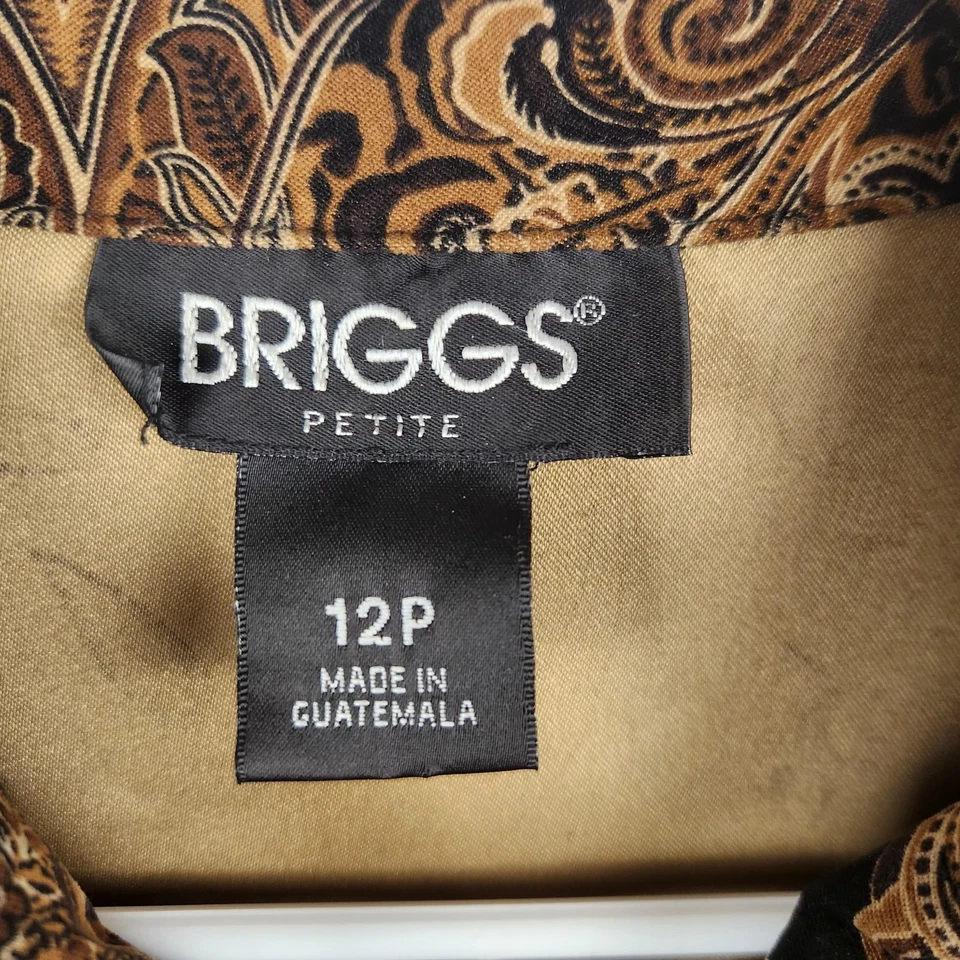 BRIGGS®
PETITE
12P
MADE IN
GUATEMALA